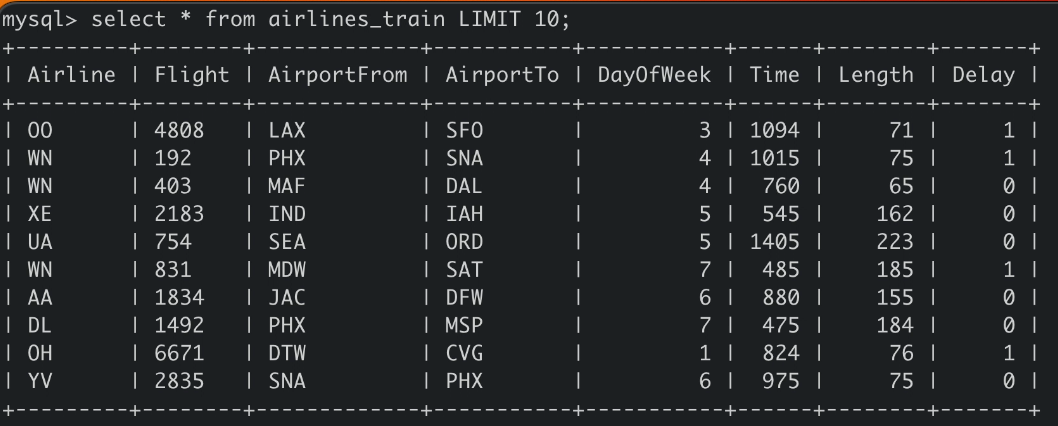 mysql> select * from airlines_train LIMIT 10;
+---------+--------+-------------+-----------+-----------+------+--------+-------+
| Airline | Flight | AirportFrom | AirportTo | DayOfWeek | Time | Length | Delay |
+---------+--------+-------------+-----------+-----------+------+--------+-------+
| OO      | 4808   | LAX         | SFO       |         3 | 1094 |     71 |     1 |
| WN      | 192    | PHX         | SNA       |         4 | 1015 |     75 |     1 |
| WN      | 403    | MAF         | DAL       |         4 |  760 |     65 |     0 |
| XE      | 2183   | IND         | IAH       |         5 |  545 |    162 |     0 |
| UA      | 754    | SEA         | ORD       |         5 | 1405 |    223 |     0 |
| WN      | 831    | MDW         | SAT       |         7 |  485 |    185 |     1 |
| AA      | 1834   | JAC         | DFW       |         6 |  880 |    155 |     0 |
| DL      | 1492   | PHX         | MSP       |         7 |  475 |    184 |     0 |
| OH      | 6671   | DTW         | CVG       |         1 |  824 |     76 |     1 |
| YV      | 2835   | SNA         | PHX       |         6 |  975 |     75 |     0 |
+---------+--------+-------------+-----------+-----------+------+--------+-------+